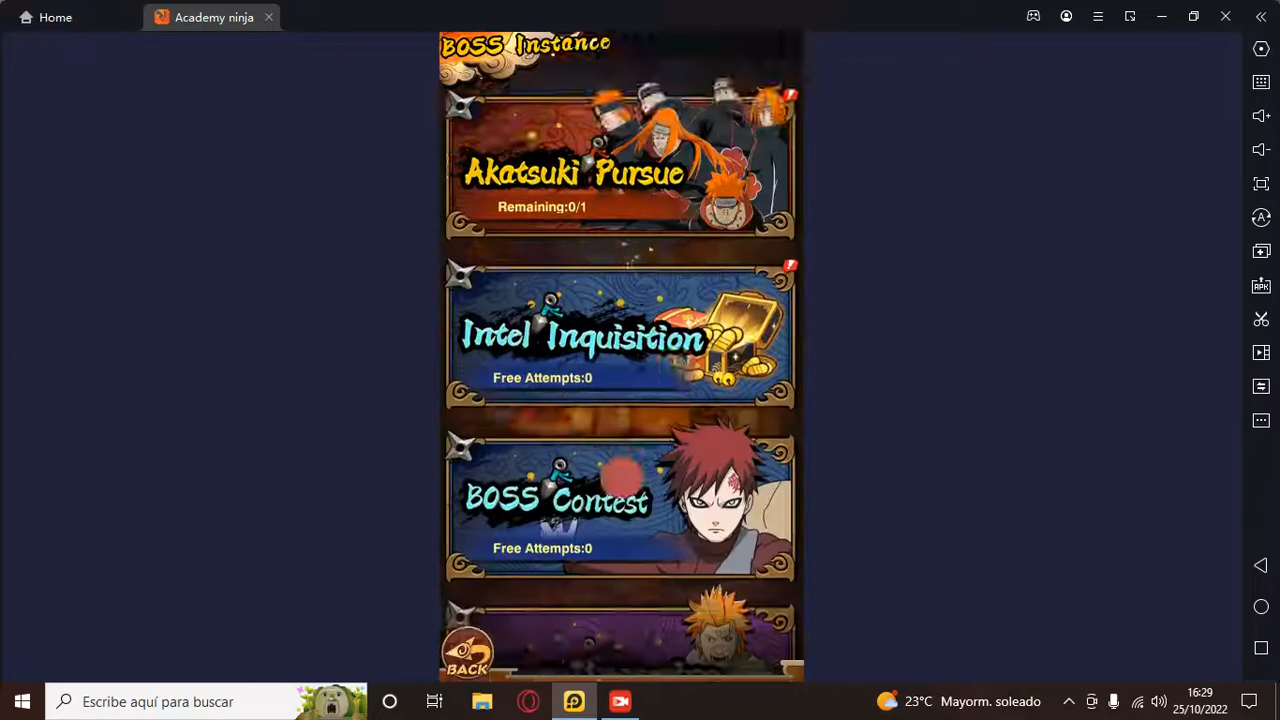 Home
Academy ninja
BOSS Instance
Akatsuki Pursue
Remaining:0/1
Intel Inquisition
Free Attempts:0
BOSS Contest
Free Attempts:0
BACK
APK
Escribe aquí para buscar
23°C Mayorm. soleado
16:29
25/10/2022